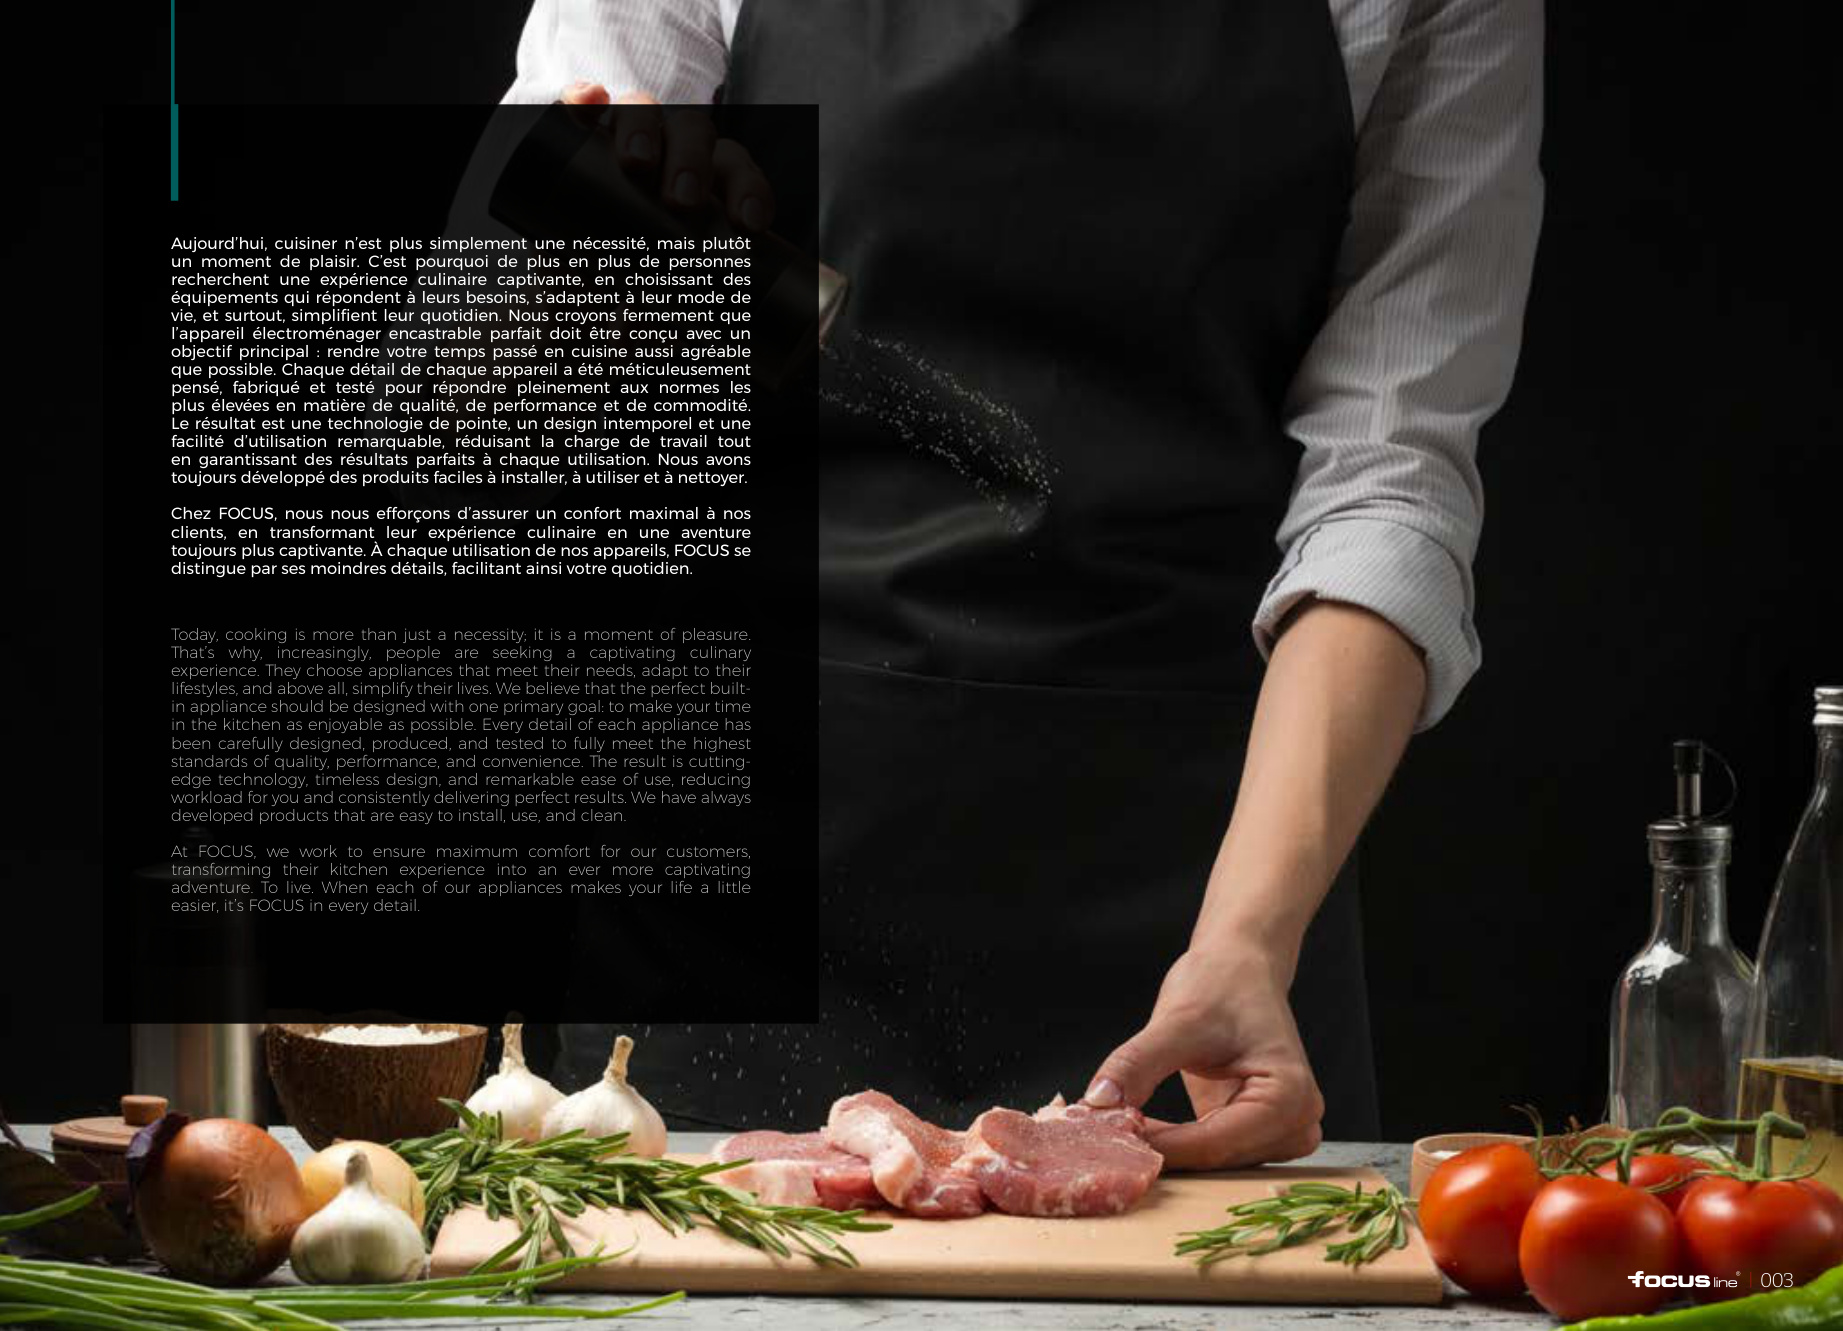 Aujourd'hui, cuisiner n'est plus simplement une nécessité, mais plutôt
un moment de plaisir. C'est pourquoi de plus en plus de personnes
recherchent une expérience culinaire captivante, en choisissant des
équipements qui répondent à leurs besoins, s'adaptent à leur mode de
vie, et surtout, simplifient leur quotidien. Nous croyons fermement que
l'appareil électroménager encastrable parfait doit être conçu avec un
objectif principal : rendre votre temps passé en cuisine aussi agréable
que possible. Chaque détail de chaque appareil a été méticuleusement
pensé, fabriqué et testé pour répondre pleinement aux normes les
plus élevées en matière de qualité, de performance et de commodité.
Le résultat est une technologie de pointe, un design intemporel et une
facilité d'utilisation remarquable, réduisant la charge de travail tout
en garantissant des résultats parfaits à chaque utilisation. Nous avons
toujours développé des produits faciles à installer, à utiliser et à nettoyer.
Chez FOCUS, nous nous efforçons d'assurer un confort maximal à nos
clients, en transformant leur expérience culinaire en une aventure
toujours plus captivante. À chaque utilisation de nos appareils, FOCUS se
distingue par ses moindres détails, facilitant ainsi votre quotidien.
Today, cooking is more than just a necessity; it is a moment of pleasure.
That's why, increasingly, people are seeking a captivating culinary
experience. They choose appliances that meet their needs, adapt to their
lifestyles, and above all, simplify their lives. We believe that the perfect built-
in appliance should be designed with one primary goal: to make your time
in the kitchen as enjoyable as possible. Every detail of each appliance has
been carefully designed, produced, and tested to fully meet the highest
standards of quality, performance, and convenience. The result is cutting-
edge technology, timeless design, and remarkable ease of use, reducing
workload for you and consistently delivering perfect results. We have always
developed products that are easy to install, use, and clean.
At FOCUS, we work to ensure maximum comfort for our customers,
transforming their kitchen experience into an ever more captivating
adventure. To live. When each of our appliances makes your life a little
easier, it's FOCUS in every detail.
focus line® | 003